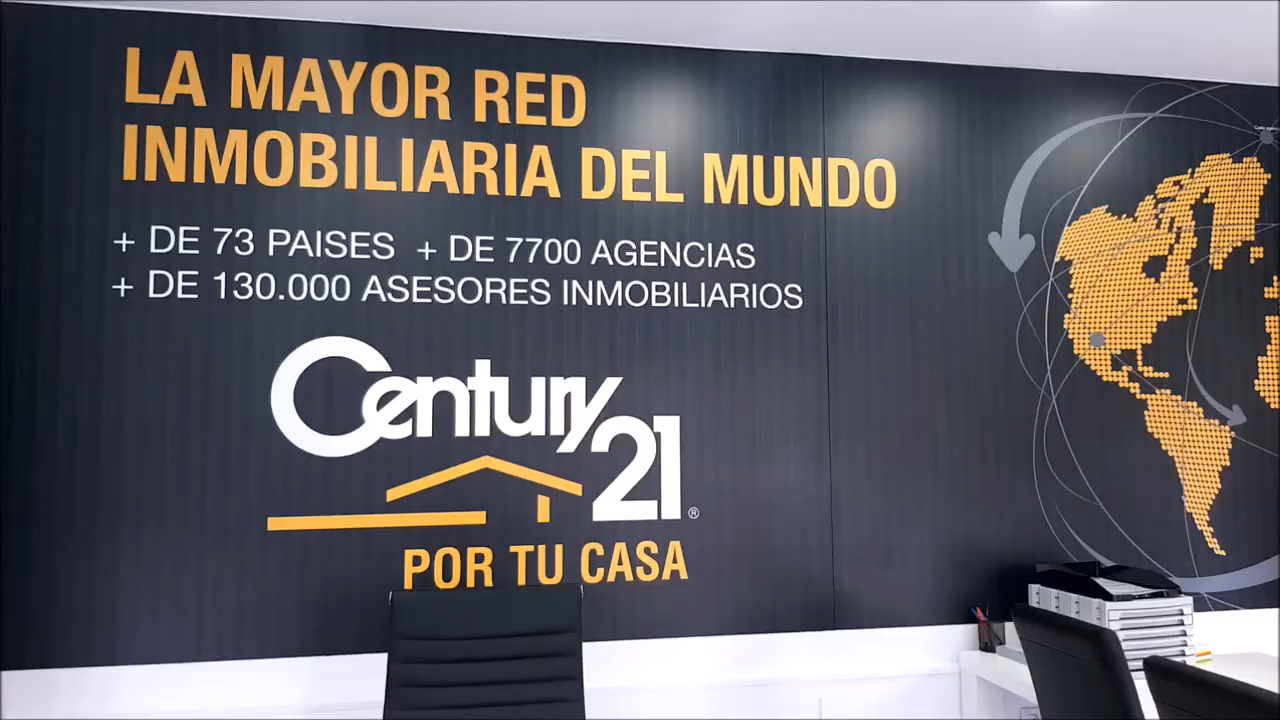 LA MAYOR RED
INMOBILIARIA DEL MUNDO
+ DE 73 PAISES + DE 7700 AGENCIAS
+ DE 130.000 ASESORES INMOBILIARIOS
Century
21®
POR TU CASA